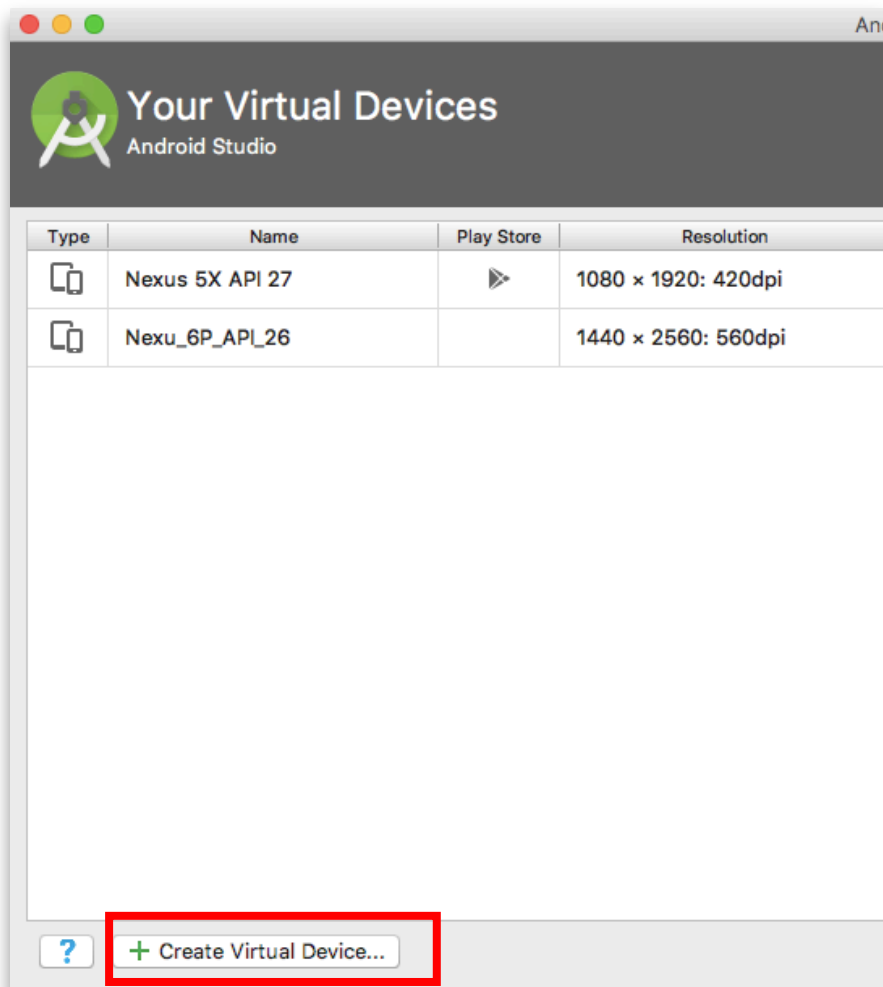 An
Your Virtual Devices
Android Studio
Type Name Play Store Resolution
Nexus 5X API 27 1080 × 1920: 420dpi
Nexu_6P_API_26 1440 × 2560: 560dpi
? + Create Virtual Device...